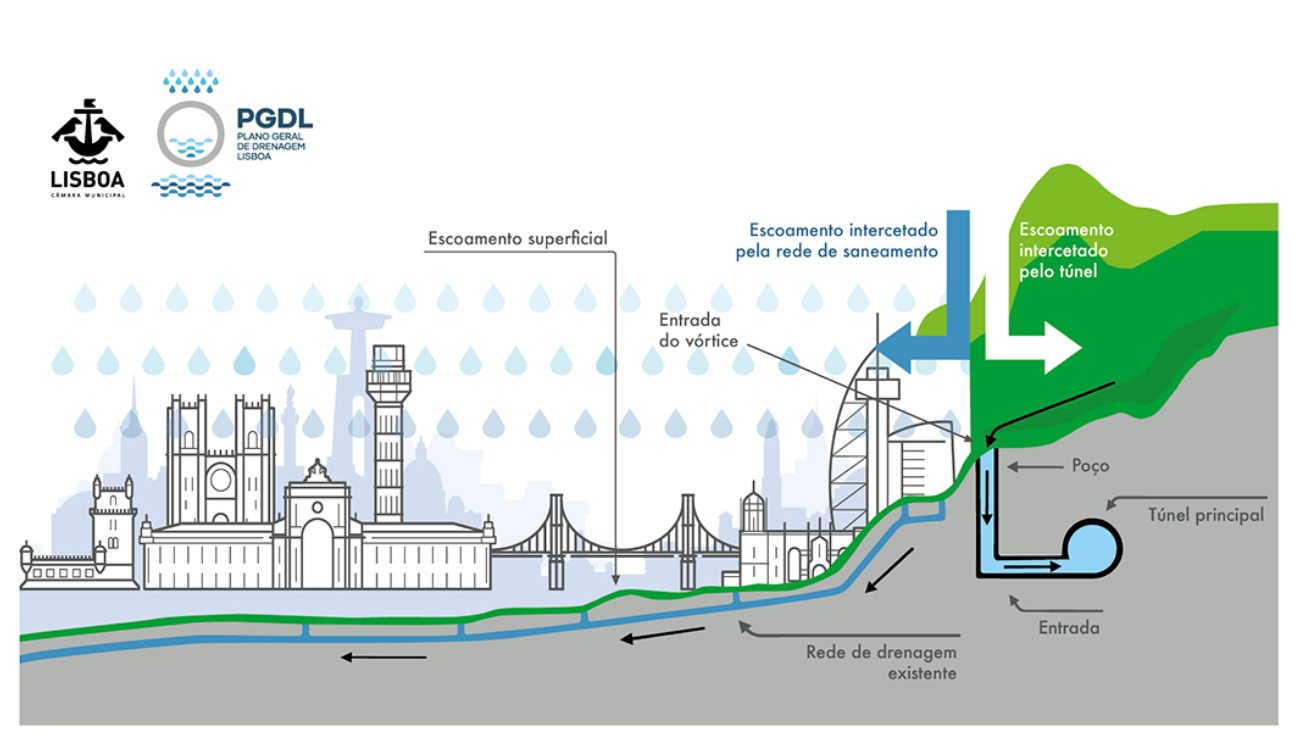 LISBOA
CÂMARA MUNICIPAL
PGDL
PLANO GERAL
DE DRENAGEM
LISBOA
Escoamento superficial
Escoamento intercetado
pela rede de saneamento
Escoamento
intercetado
pelo túnel
Entrada
do vórtice
Poço
Túnel principal
Entrada
Rede de drenagem
existente